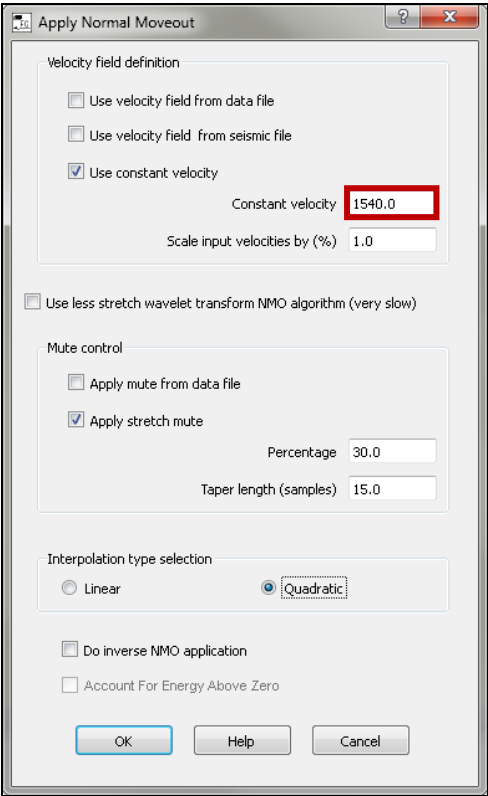 FG Apply Normal Moveout ? X
Velocity field definition
Use velocity field from data file
Use velocity field from seismic file
Use constant velocity
Constant velocity 1540.0
Scale input velocities by (%) 1.0
Use less stretch wavelet transform NMO algorithm (very slow)
Mute control
Apply mute from data file
Apply stretch mute
Percentage 30.0
Taper length (samples) 15.0
Interpolation type selection
Linear Quadratic
Do inverse NMO application
Account For Energy Above Zero
OK Help Cancel